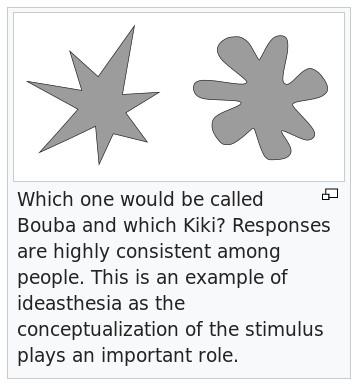 Which one would be called
Bouba and which Kiki? Responses
are highly consistent among
people. This is an example of
ideasthesia as the
conceptualization of the stimulus
plays an important role.